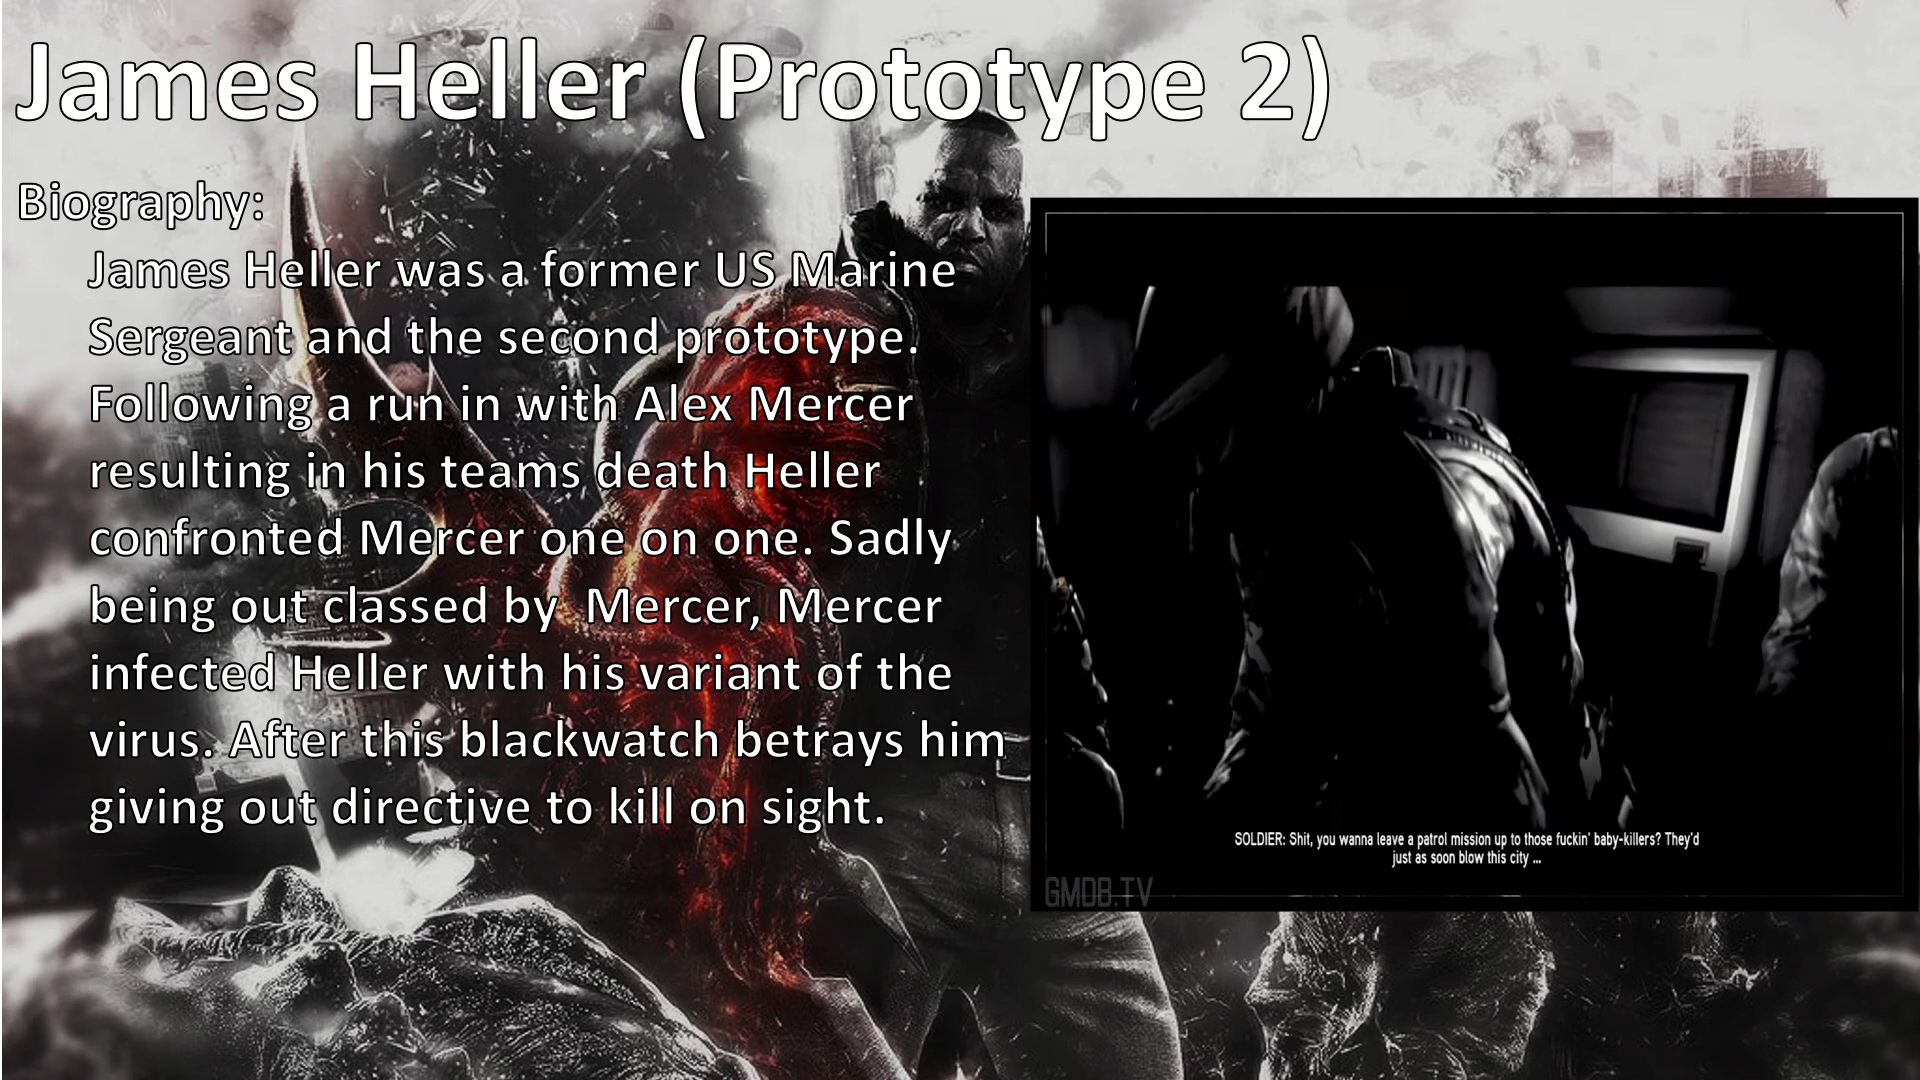 James Heller (Prototype 2)
Biography:
James Heller was a former US Marine
Sergeant and the second prototype.
Following a run in with Alex Mercer
resulting in his teams death Heller
confronted Mercer one on one. Sadly
being out classed by  Mercer, Mercer
infected Heller with his variant of the
virus. After this blackwatch betrays him
giving out directive to kill on sight.
SOLDIER: Shit, you wanna leave a patrol mission up to those fuckin' baby-killers? They'd
just as soon blow this city ...
GMDB.TV